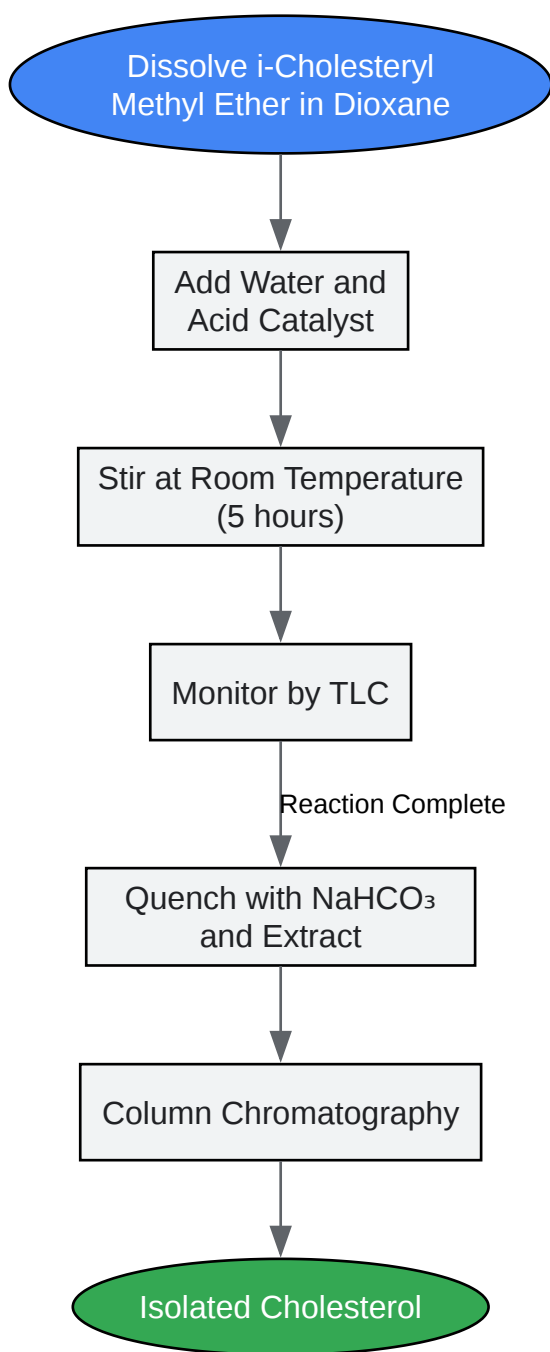 Dissolve i-Cholesteryl
Methyl Ether in Dioxane
Add Water and
Acid Catalyst
Stir at Room Temperature
(5 hours)
Monitor by TLC
Reaction Complete
Quench with NaHCO₃
and Extract
Column Chromatography
Isolated Cholesterol